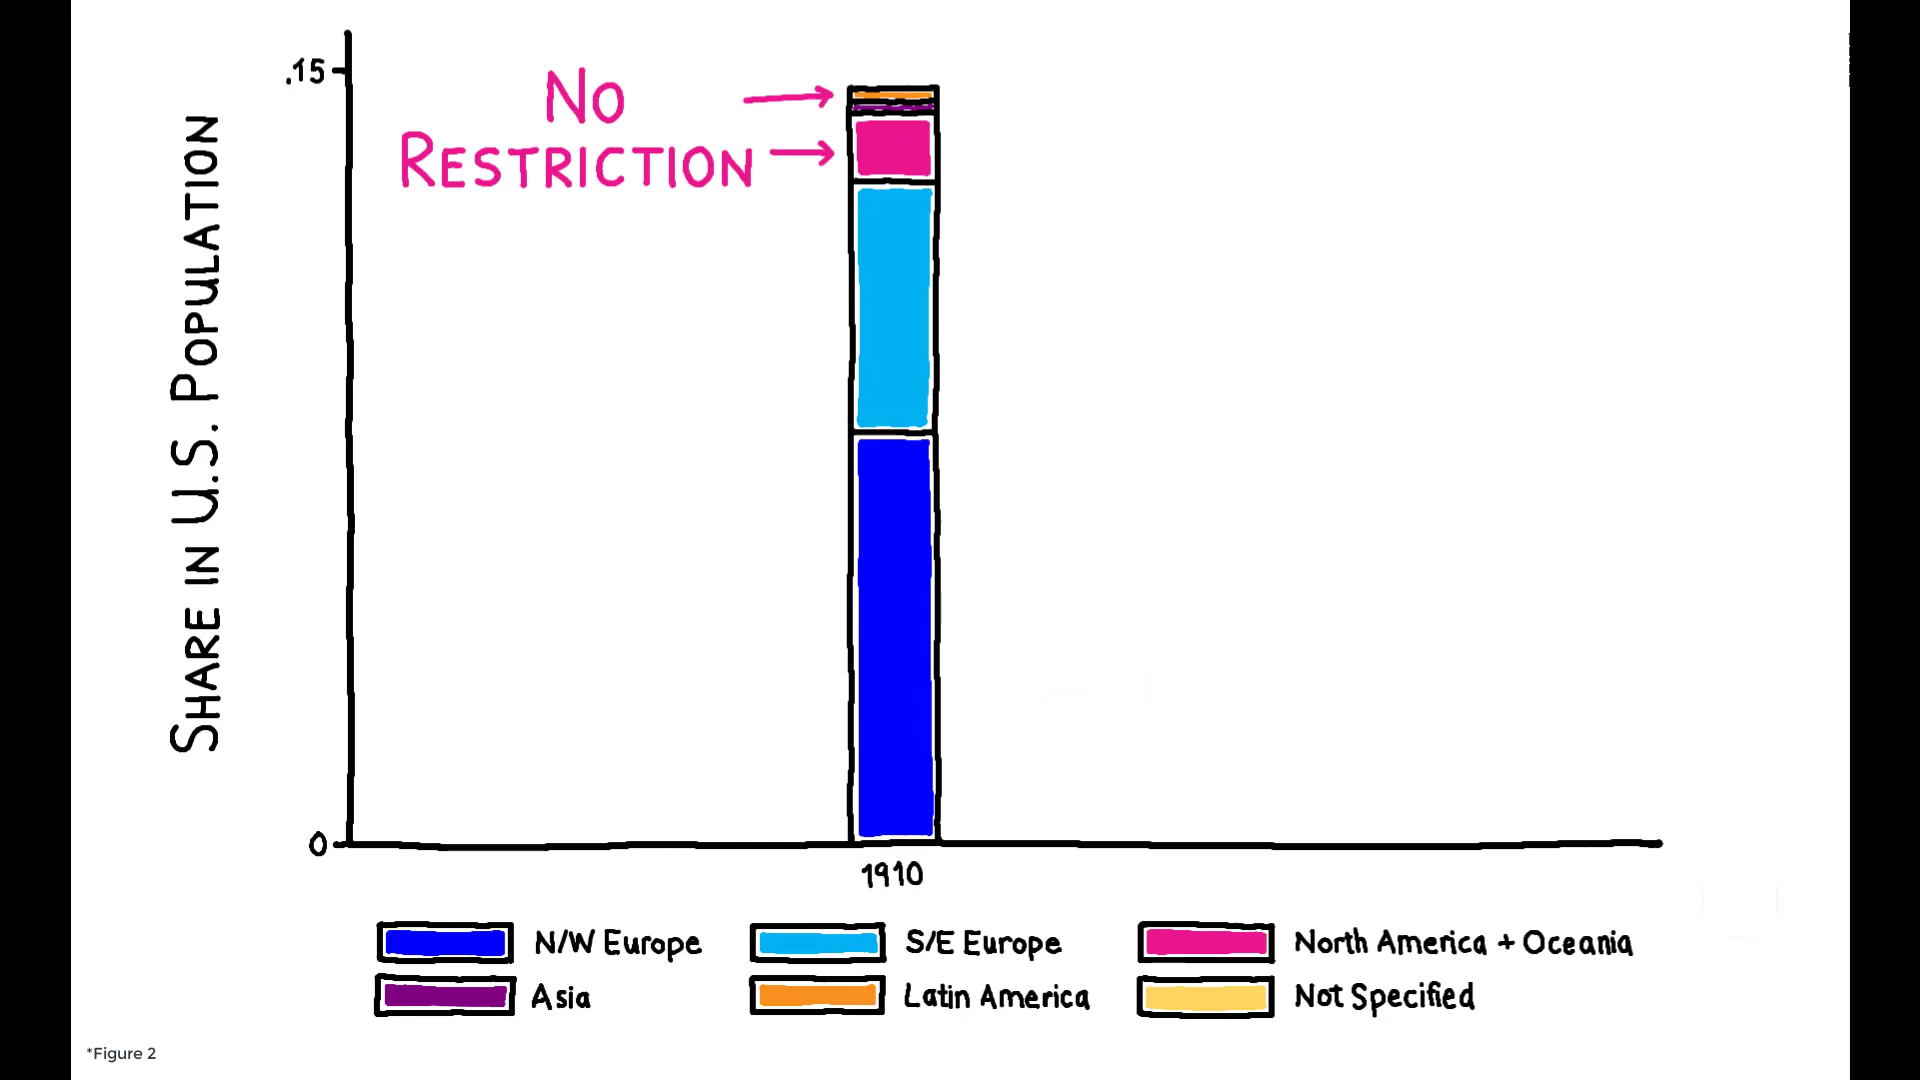 .15
No
Restriction
Share in U.S. Population
0
1910
N/W Europe
S/E Europe
North America + Oceania
Asia
Latin America
Not Specified
*Figure 2